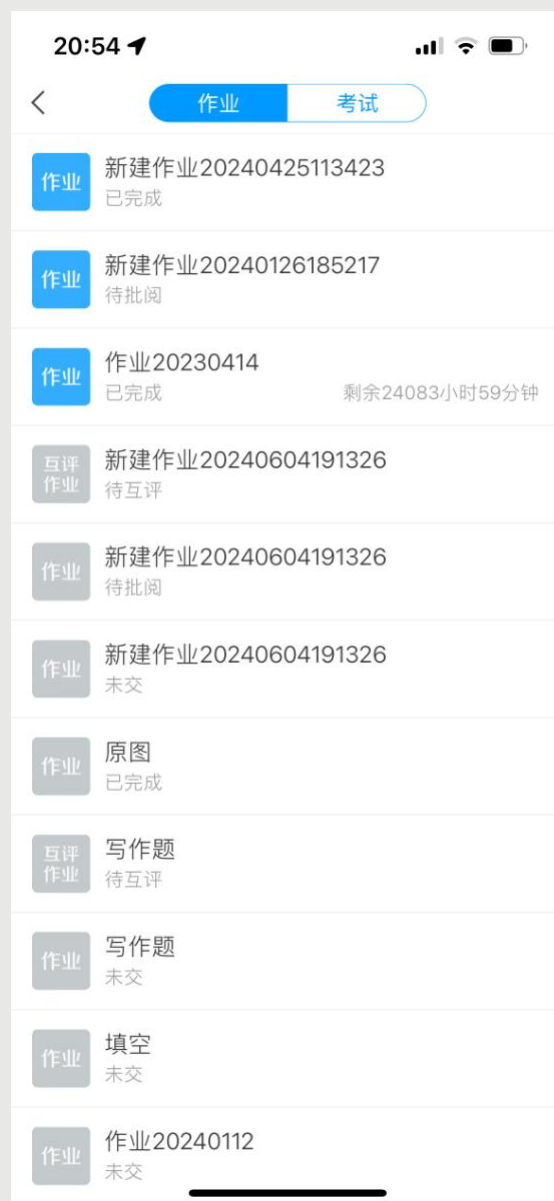 20:54
作业 考试
作业
新建作业20240425113423
已完成
作业
新建作业20240126185217
待批阅
作业
作业20230414
已完成 剩余24083小时59分钟
互评
作业
新建作业20240604191326
待互评
作业
新建作业20240604191326
待批阅
作业
新建作业20240604191326
未交
作业
原图
已完成
互评
作业
写作题
待互评
作业
写作题
未交
作业
填空
未交
作业
作业20240112
未交